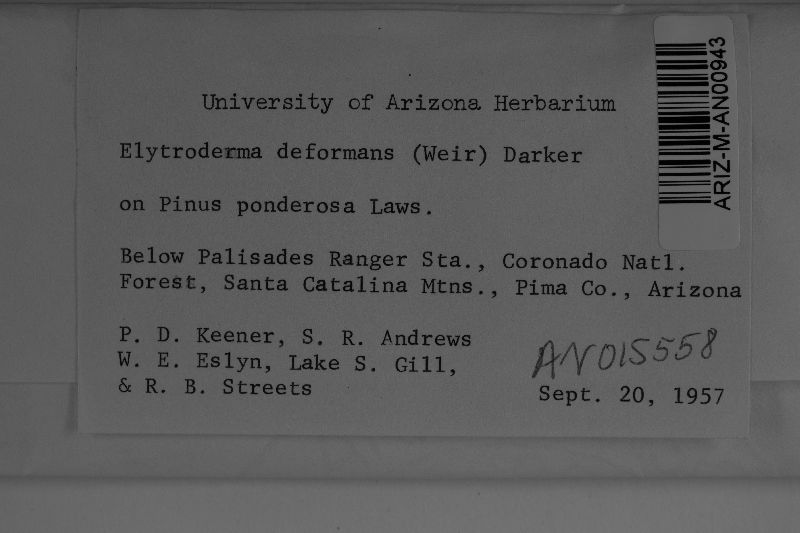 University of Arizona Herbarium
Elytroderma deformans (Weir) Darker
on Pinus ponderosa Laws.
Below Palisades Ranger Sta., Coronado Natl.
Forest, Santa Catalina Mtns., Pima Co., Arizona
P. D. Keener, S. R. Andrews
W. E. Eslyn, Lake S. Gill,
& R. B. Streets
AN015558
Sept. 20, 1957
ARIZ-M-AN00943